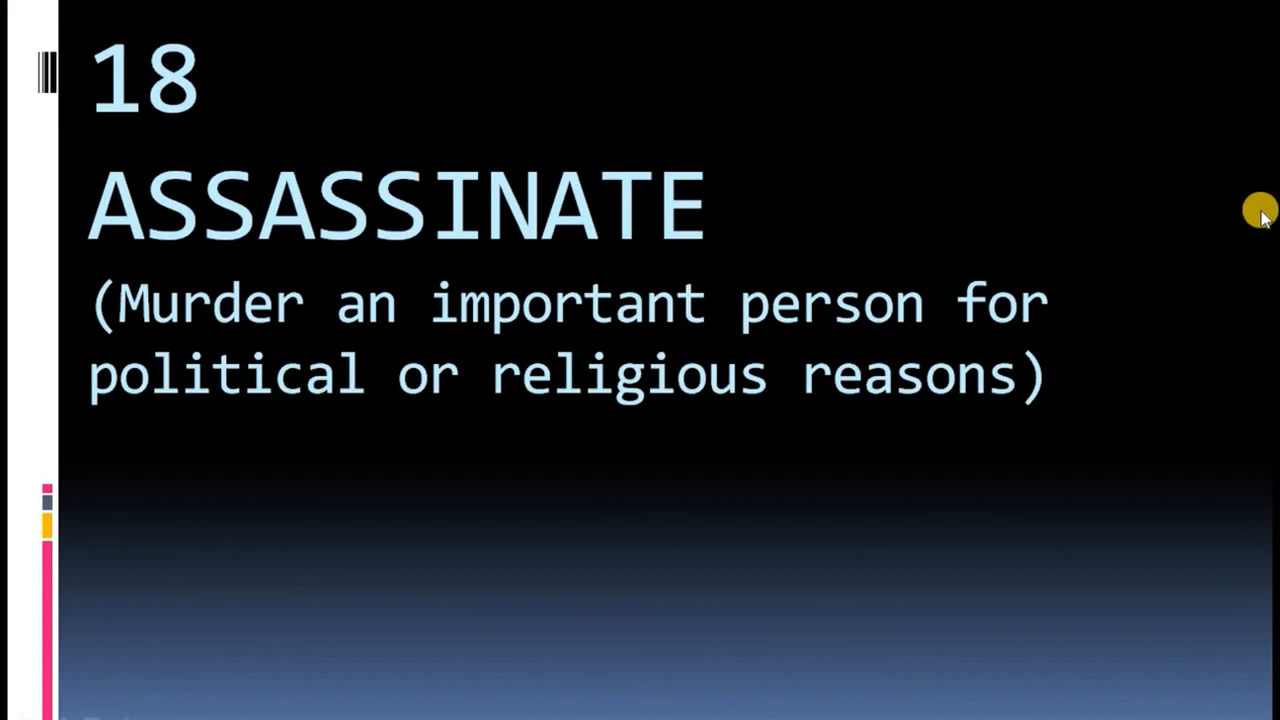 18
ASSASSINATE
(Murder an important person for
political or religious reasons)